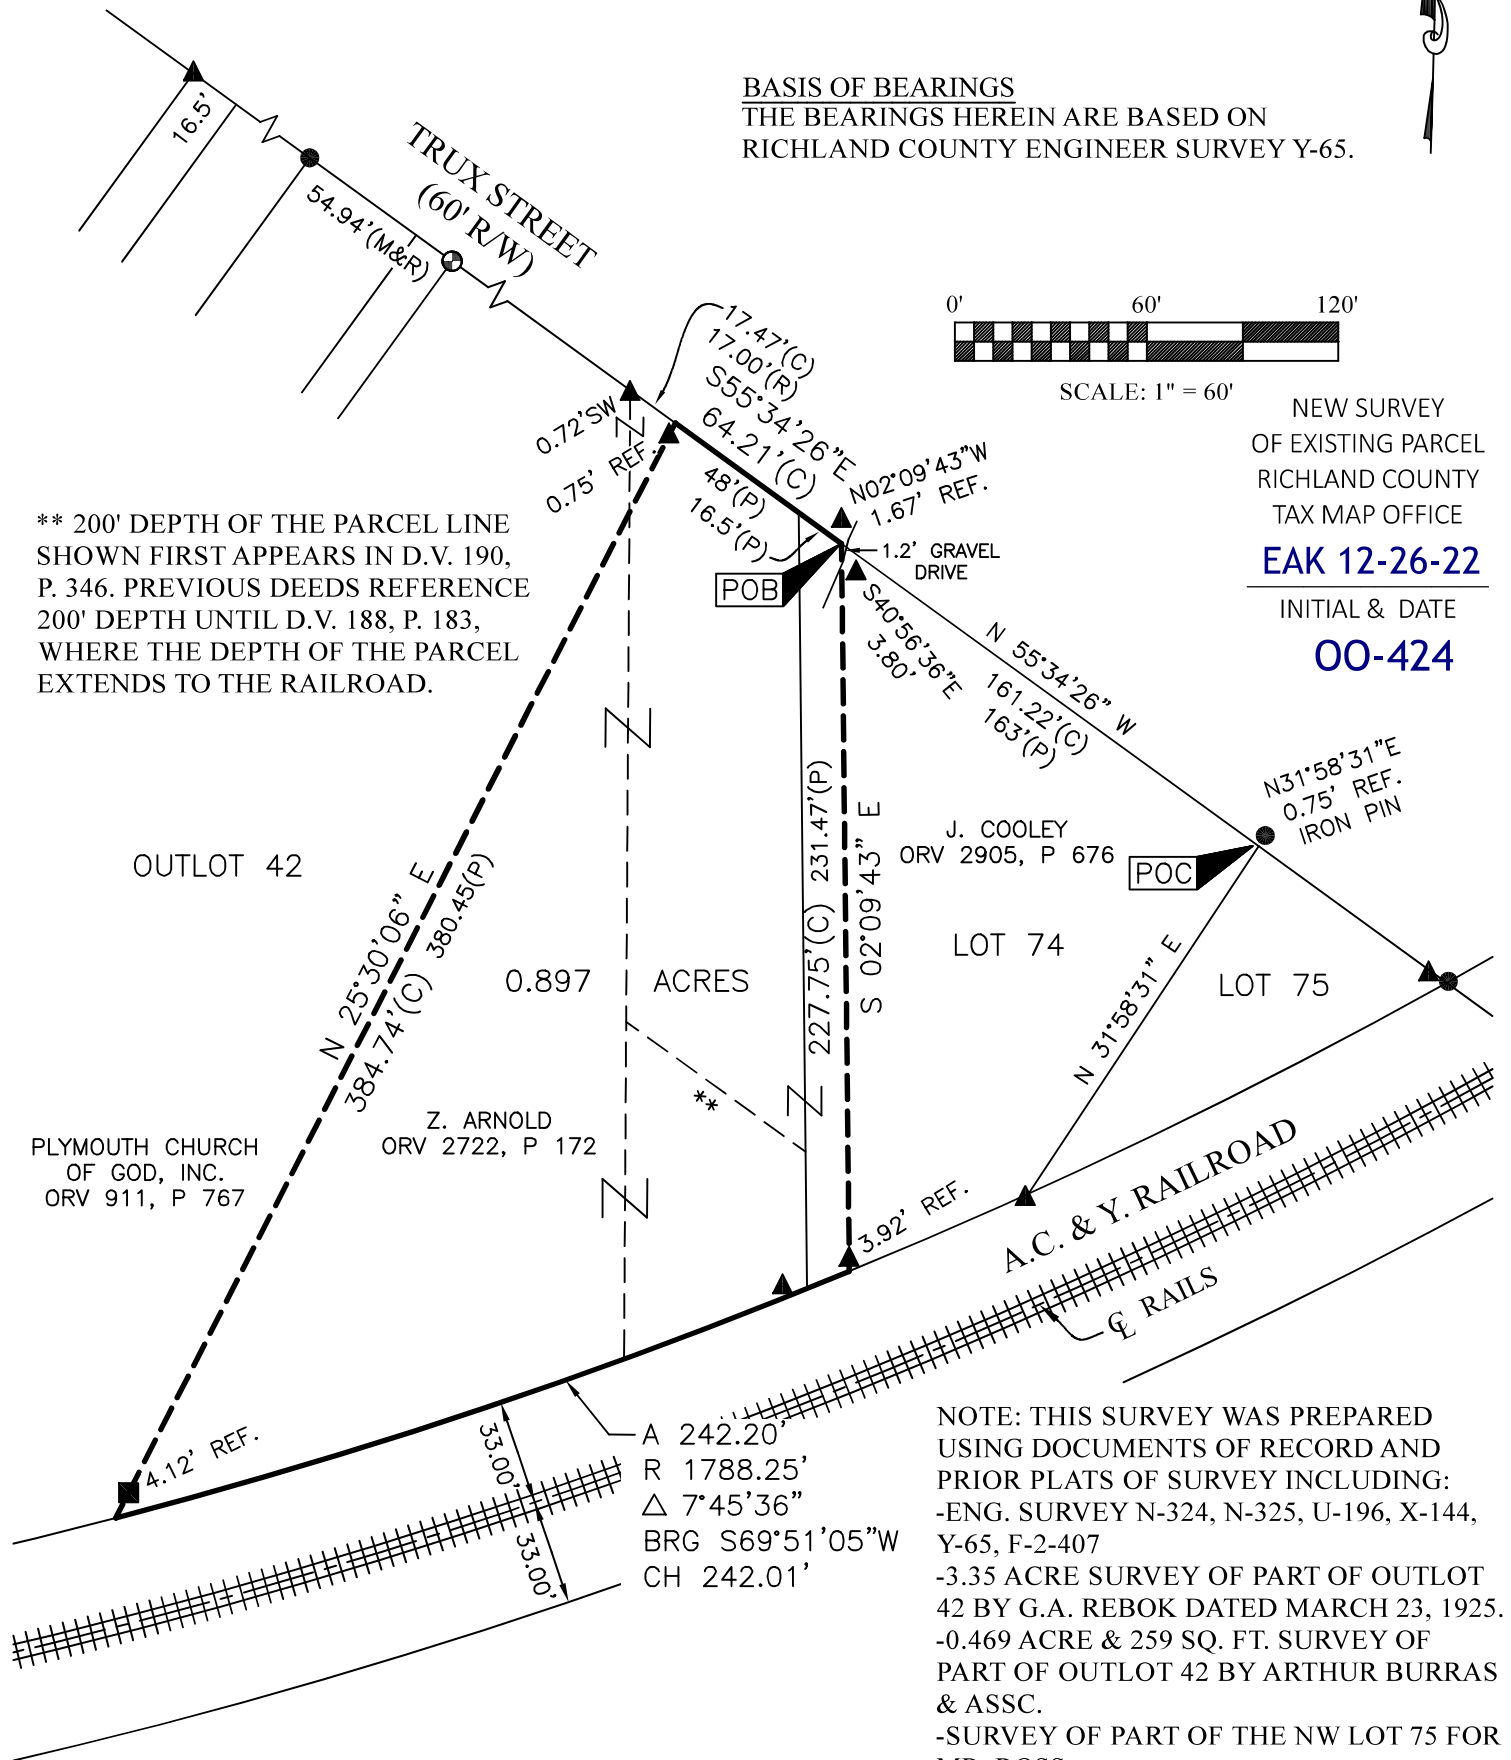 BASIS OF BEARINGS
THE BEARINGS HEREIN ARE BASED ON
RICHLAND COUNTY ENGINEER SURVEY Y-65.
16.5'
TRUX STREET
(60' R/W)
54.94'(M&R)
0' 60' 120'
SCALE: 1" = 60'
NEW SURVEY
OF EXISTING PARCEL
RICHLAND COUNTY
TAX MAP OFFICE
EAK 12-26-22
INITIAL & DATE
OO-424
17.47'(C)
17.00'(R)
S55°34'26"E
64.21'(C)
0.72'SW
0.75' REF.
48'(P)
16.5'(P)
N02°09'43"W
1.67' REF.
1.2' GRAVEL
DRIVE
POB
S40°56'36"E
3.80'
** 200' DEPTH OF THE PARCEL LINE
SHOWN FIRST APPEARS IN D.V. 190,
P. 346. PREVIOUS DEEDS REFERENCE
200' DEPTH UNTIL D.V. 188, P. 183,
WHERE THE DEPTH OF THE PARCEL
EXTENDS TO THE RAILROAD.
N 55°34'26" W
161.22'(C)
163'(P)
N31°58'31"E
0.75' REF.
IRON PIN
J. COOLEY
ORV 2905, P 676
POC
OUTLOT 42
N 25°30'06" E
384.74'(C) 380.45(P)
227.75'(C) 231.47'(P)
S 02°09'43" E
LOT 74
LOT 75
N 31°58'31" E
0.897 ACRES
**
Z. ARNOLD
ORV 2722, P 172
PLYMOUTH CHURCH
OF GOD, INC.
ORV 911, P 767
3.92' REF.
A.C. & Y. RAILROAD
℄ RAILS
4.12' REF.
33.00'
33.00'
A 242.20'
R 1788.25'
△ 7°45'36"
BRG S69°51'05"W
CH 242.01'
NOTE: THIS SURVEY WAS PREPARED
USING DOCUMENTS OF RECORD AND
PRIOR PLATS OF SURVEY INCLUDING:
-ENG. SURVEY N-324, N-325, U-196, X-144,
Y-65, F-2-407
-3.35 ACRE SURVEY OF PART OF OUTLOT
42 BY G.A. REBOK DATED MARCH 23, 1925.
-0.469 ACRE & 259 SQ. FT. SURVEY OF
PART OF OUTLOT 42 BY ARTHUR BURRAS
& ASSC.
-SURVEY OF PART OF THE NW LOT 75 FOR